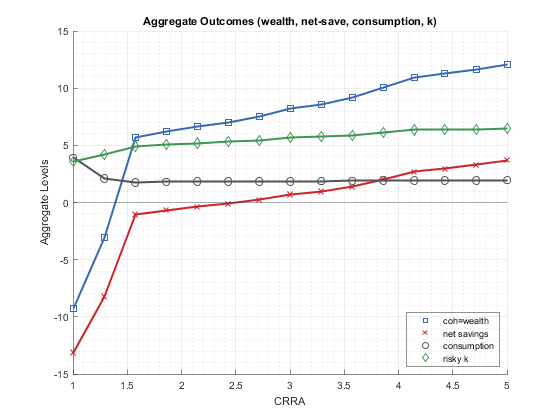 Aggregate Outcomes (wealth, net-save, consumption, k)
15
10
5
0
-5
-10
-15
Aggregate Levels
1
1.5
2
2.5
3
3.5
4
4.5
5
CRRA
coh=wealth
net savings
consumption
risky k